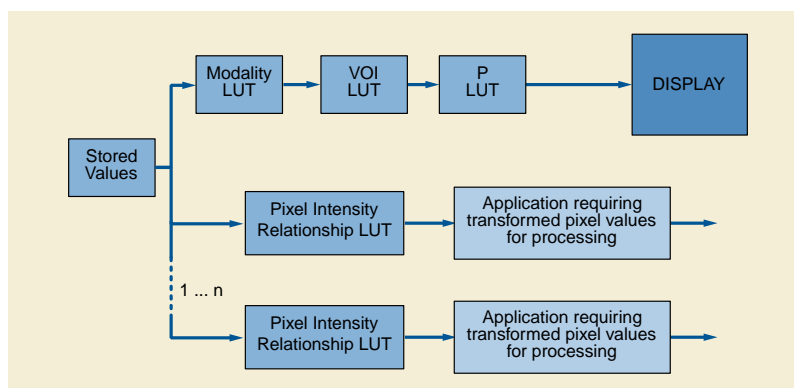 Modality
LUT
VOI
LUT
P
LUT
DISPLAY
Stored
Values
Pixel Intensity
Relationship LUT
Application requiring
transformed pixel values
for processing
1 ... n
Pixel Intensity
Relationship LUT
Application requiring
transformed pixel values
for processing